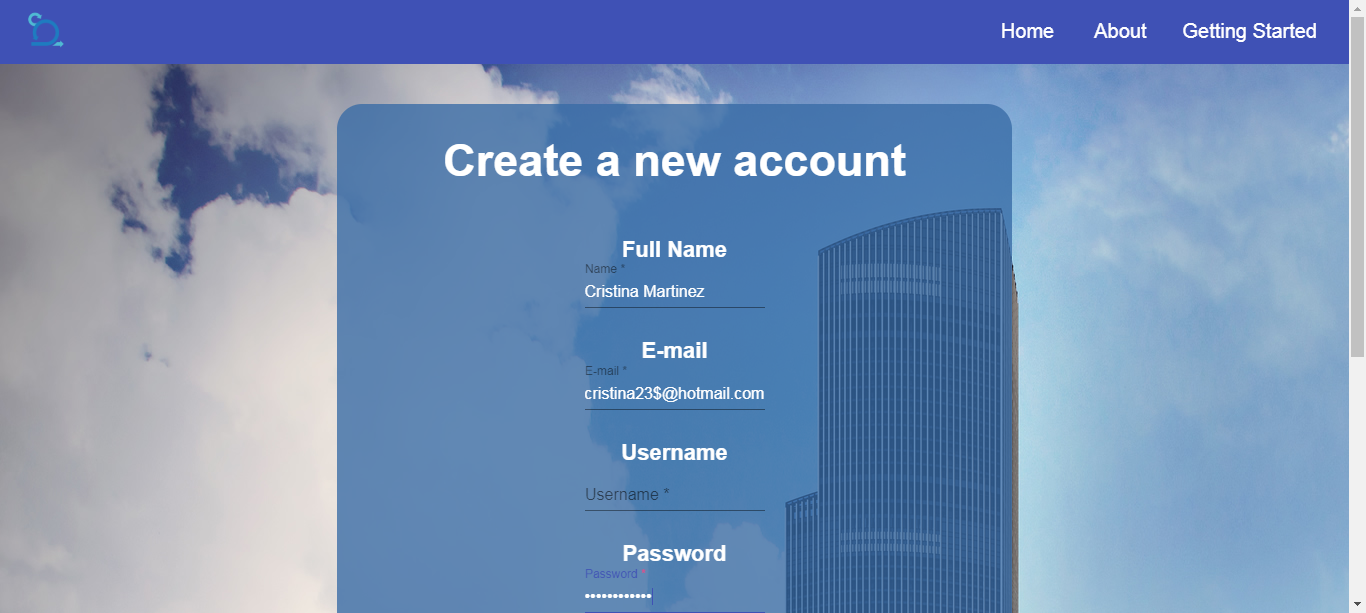 Home About Getting Started
Create a new account
Full Name
Name *
Cristina Martinez
E-mail
E-mail *
cristina23$@hotmail.com
Username
Username *
Password
Password *
••••••••••••